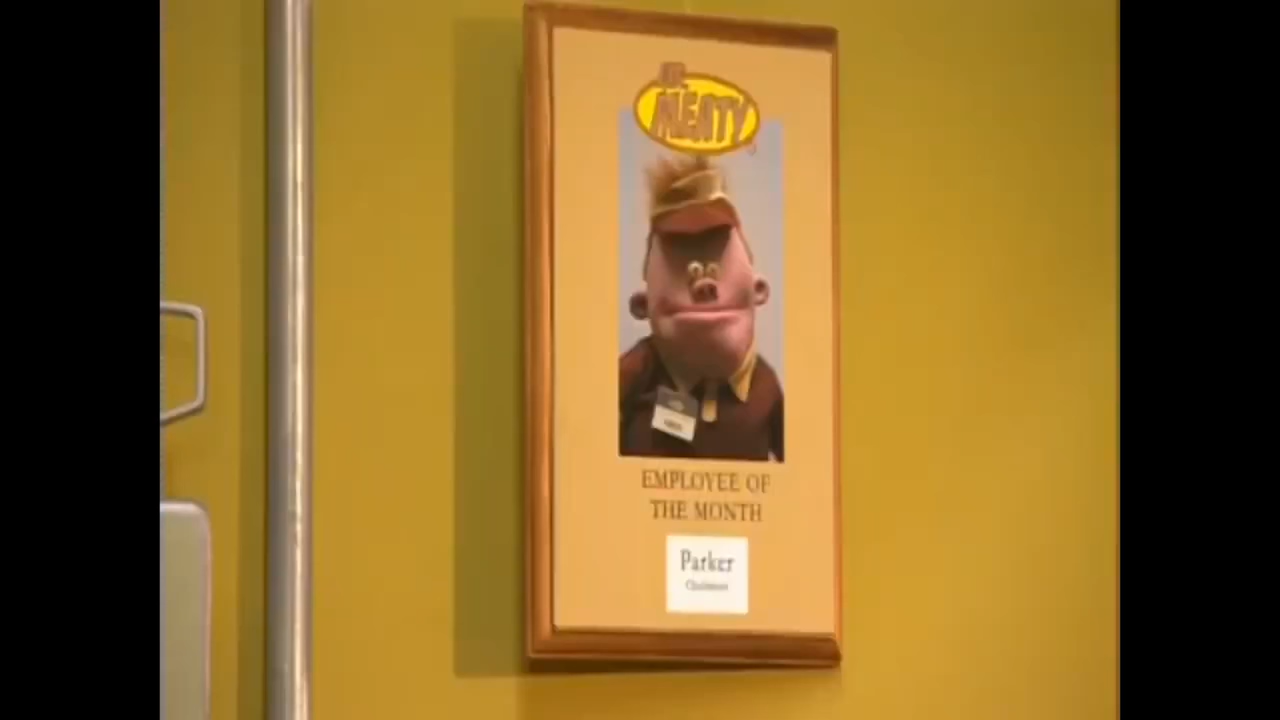 MR.
MEATY
EMPLOYEE OF
THE MONTH
Parker